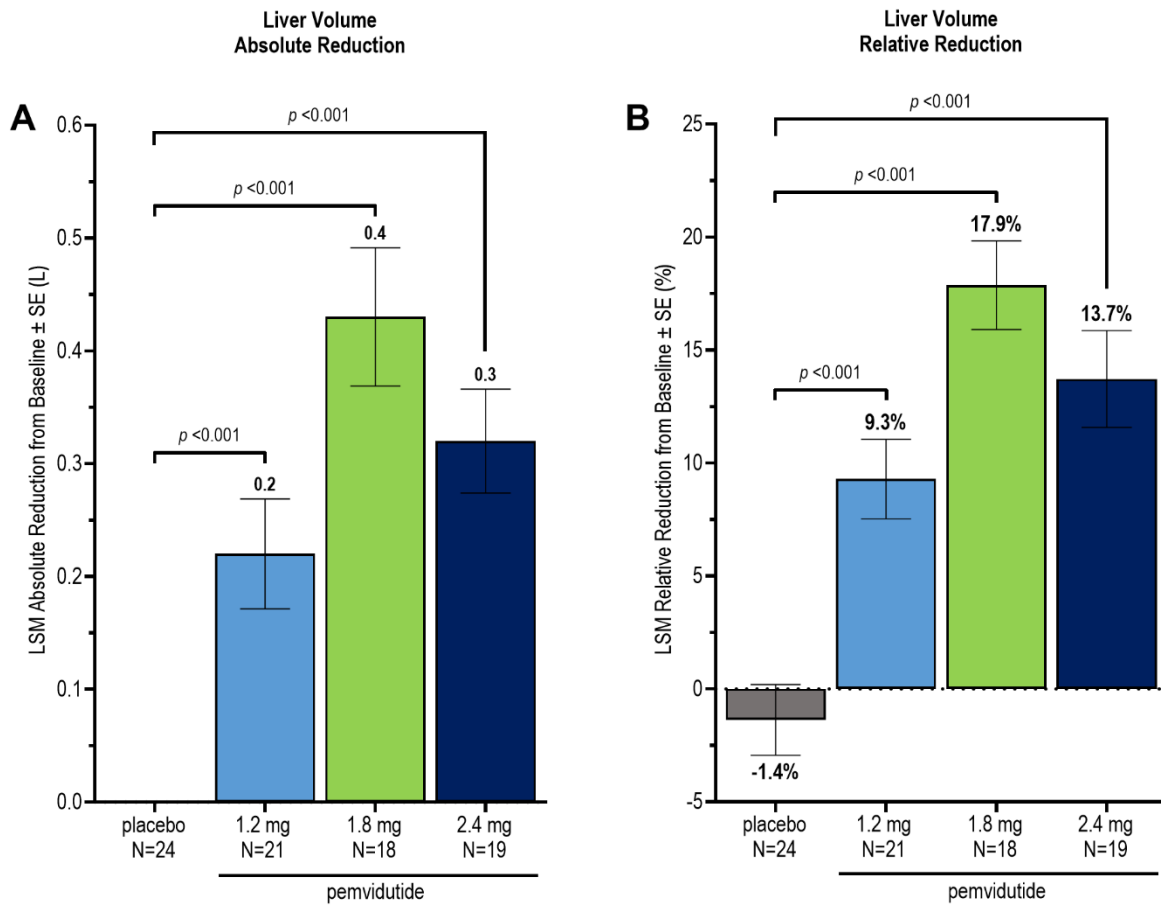 Liver Volume
Absolute Reduction
A
LSM Absolute Reduction from Baseline ± SE (L)
0.6
0.5
0.4
0.3
0.2
0.1
0.0
p <0.001
p <0.001
p <0.001
0.2
0.4
0.3
placebo
N=24
1.2 mg
N=21
1.8 mg
N=18
2.4 mg
N=19
pemvidutide
Liver Volume
Relative Reduction
B
LSM Relative Reduction from Baseline ± SE (%)
25
20
15
10
5
0
-5
p <0.001
p <0.001
p <0.001
-1.4%
9.3%
17.9%
13.7%
placebo
N=24
1.2 mg
N=21
1.8 mg
N=18
2.4 mg
N=19
pemvidutide